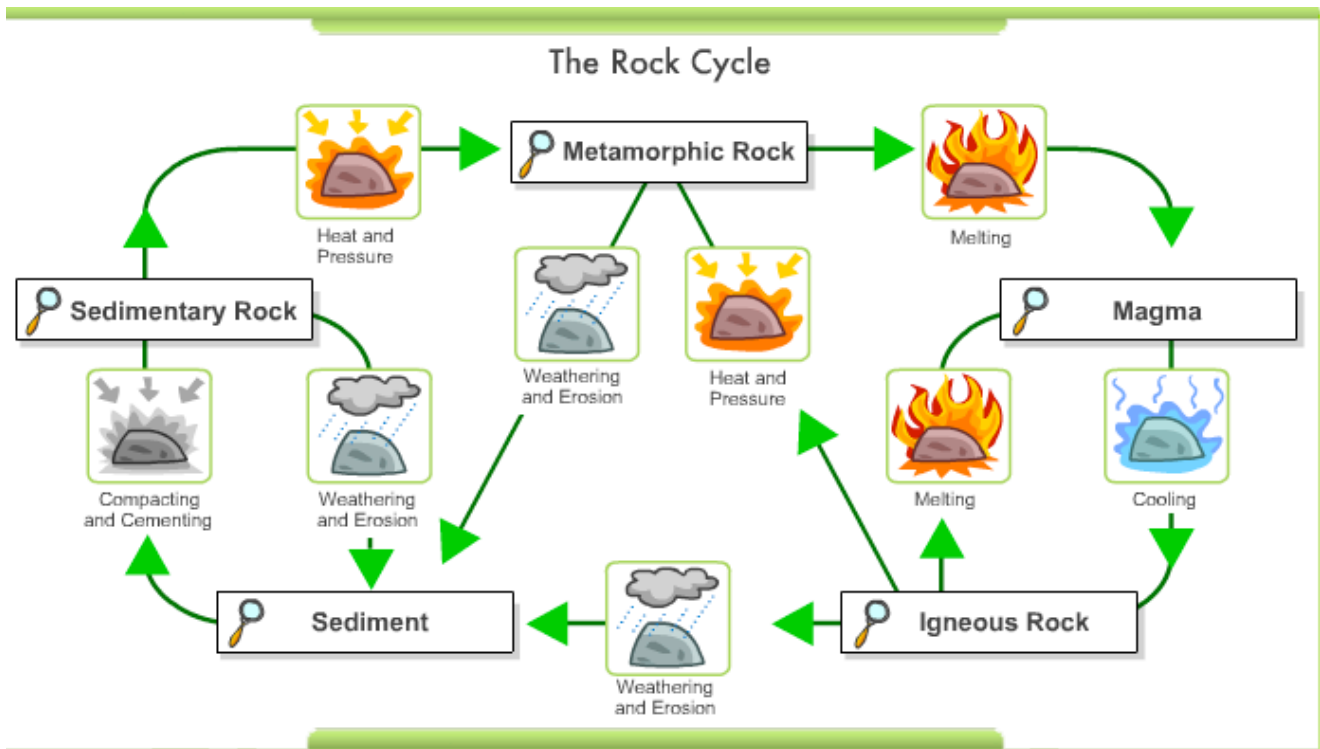 The Rock Cycle
Metamorphic Rock
Heat and
Pressure
Melting
Sedimentary Rock
Magma
Weathering
and Erosion
Heat and
Pressure
Compacting
and Cementing
Weathering
and Erosion
Melting
Cooling
Sediment
Igneous Rock
Weathering
and Erosion